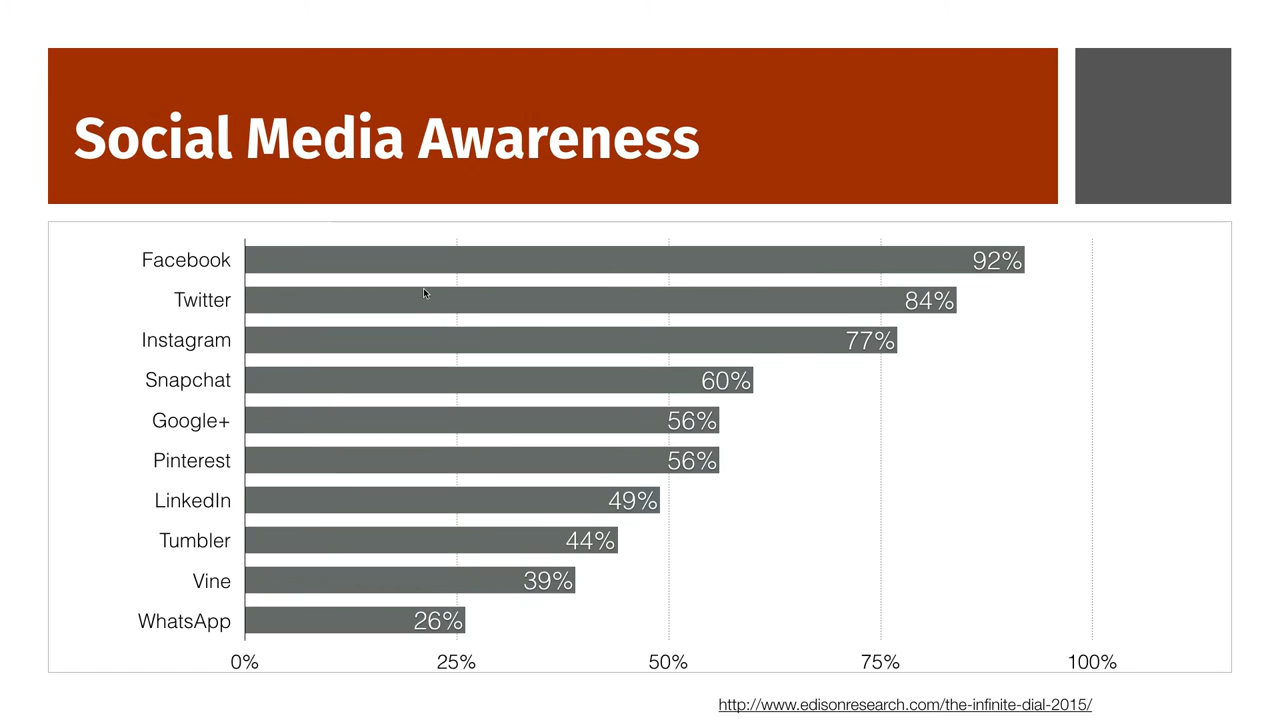 Social Media Awareness
Facebook 92%
Twitter 84%
Instagram 77%
Snapchat 60%
Google+ 56%
Pinterest 56%
LinkedIn 49%
Tumbler 44%
Vine 39%
WhatsApp 26%
0% 25% 50% 75% 100%
http://www.edisonresearch.com/the-infinite-dial-2015/